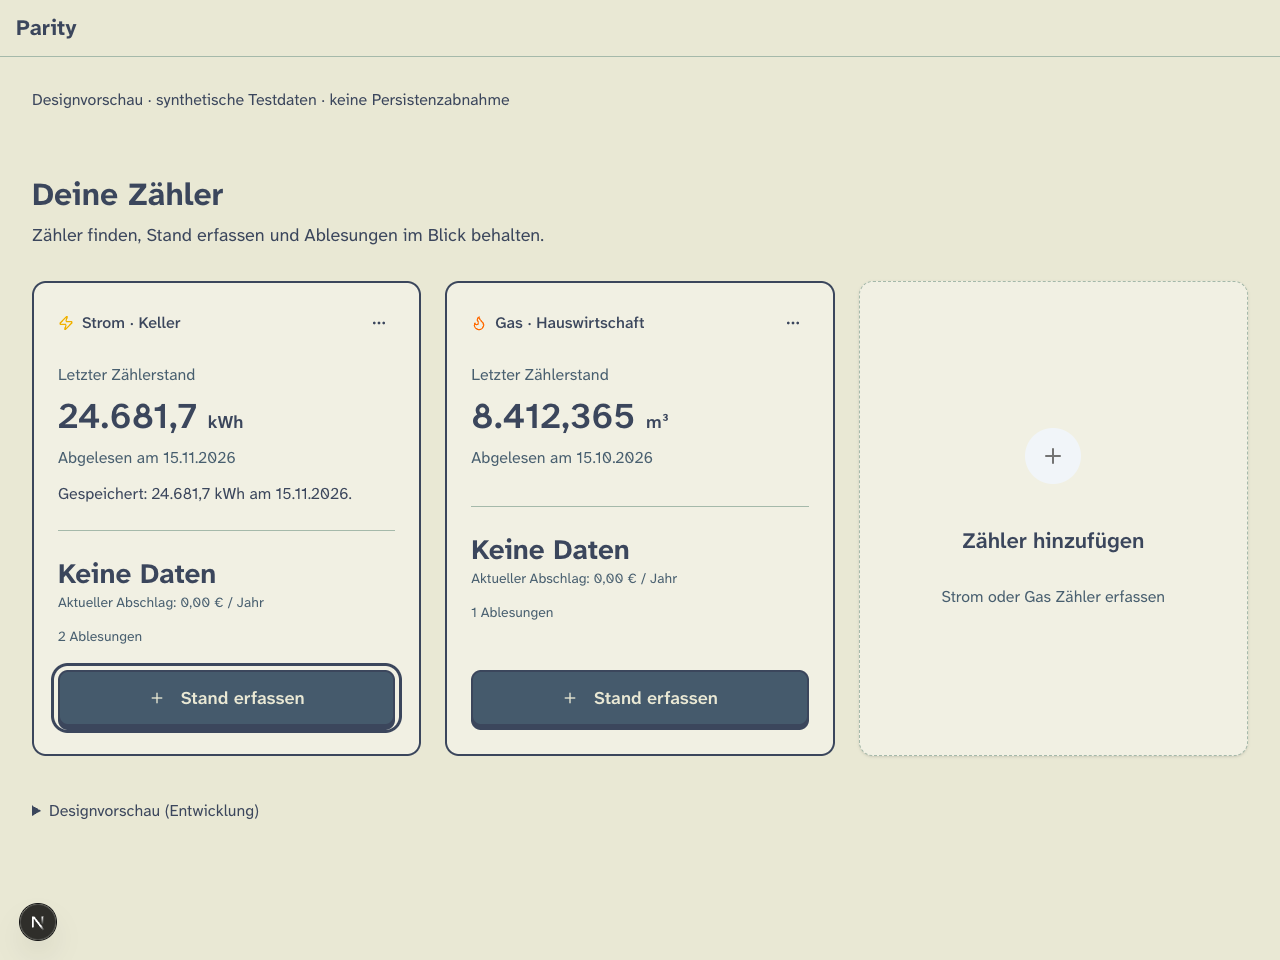 Parity
Designvorschau · synthetische Testdaten · keine Persistenzabnahme
Deine Zähler
Zähler finden, Stand erfassen und Ablesungen im Blick behalten.
Strom · Keller
Letzter Zählerstand
24.681,7 kWh
Abgelesen am 15.11.2026
Gespeichert: 24.681,7 kWh am 15.11.2026.
Keine Daten
Aktueller Abschlag: 0,00 € / Jahr
2 Ablesungen
+ Stand erfassen
Gas · Hauswirtschaft
Letzter Zählerstand
8.412,365 m³
Abgelesen am 15.10.2026
Keine Daten
Aktueller Abschlag: 0,00 € / Jahr
1 Ablesungen
+ Stand erfassen
Zähler hinzufügen
Strom oder Gas Zähler erfassen
Designvorschau (Entwicklung)
N